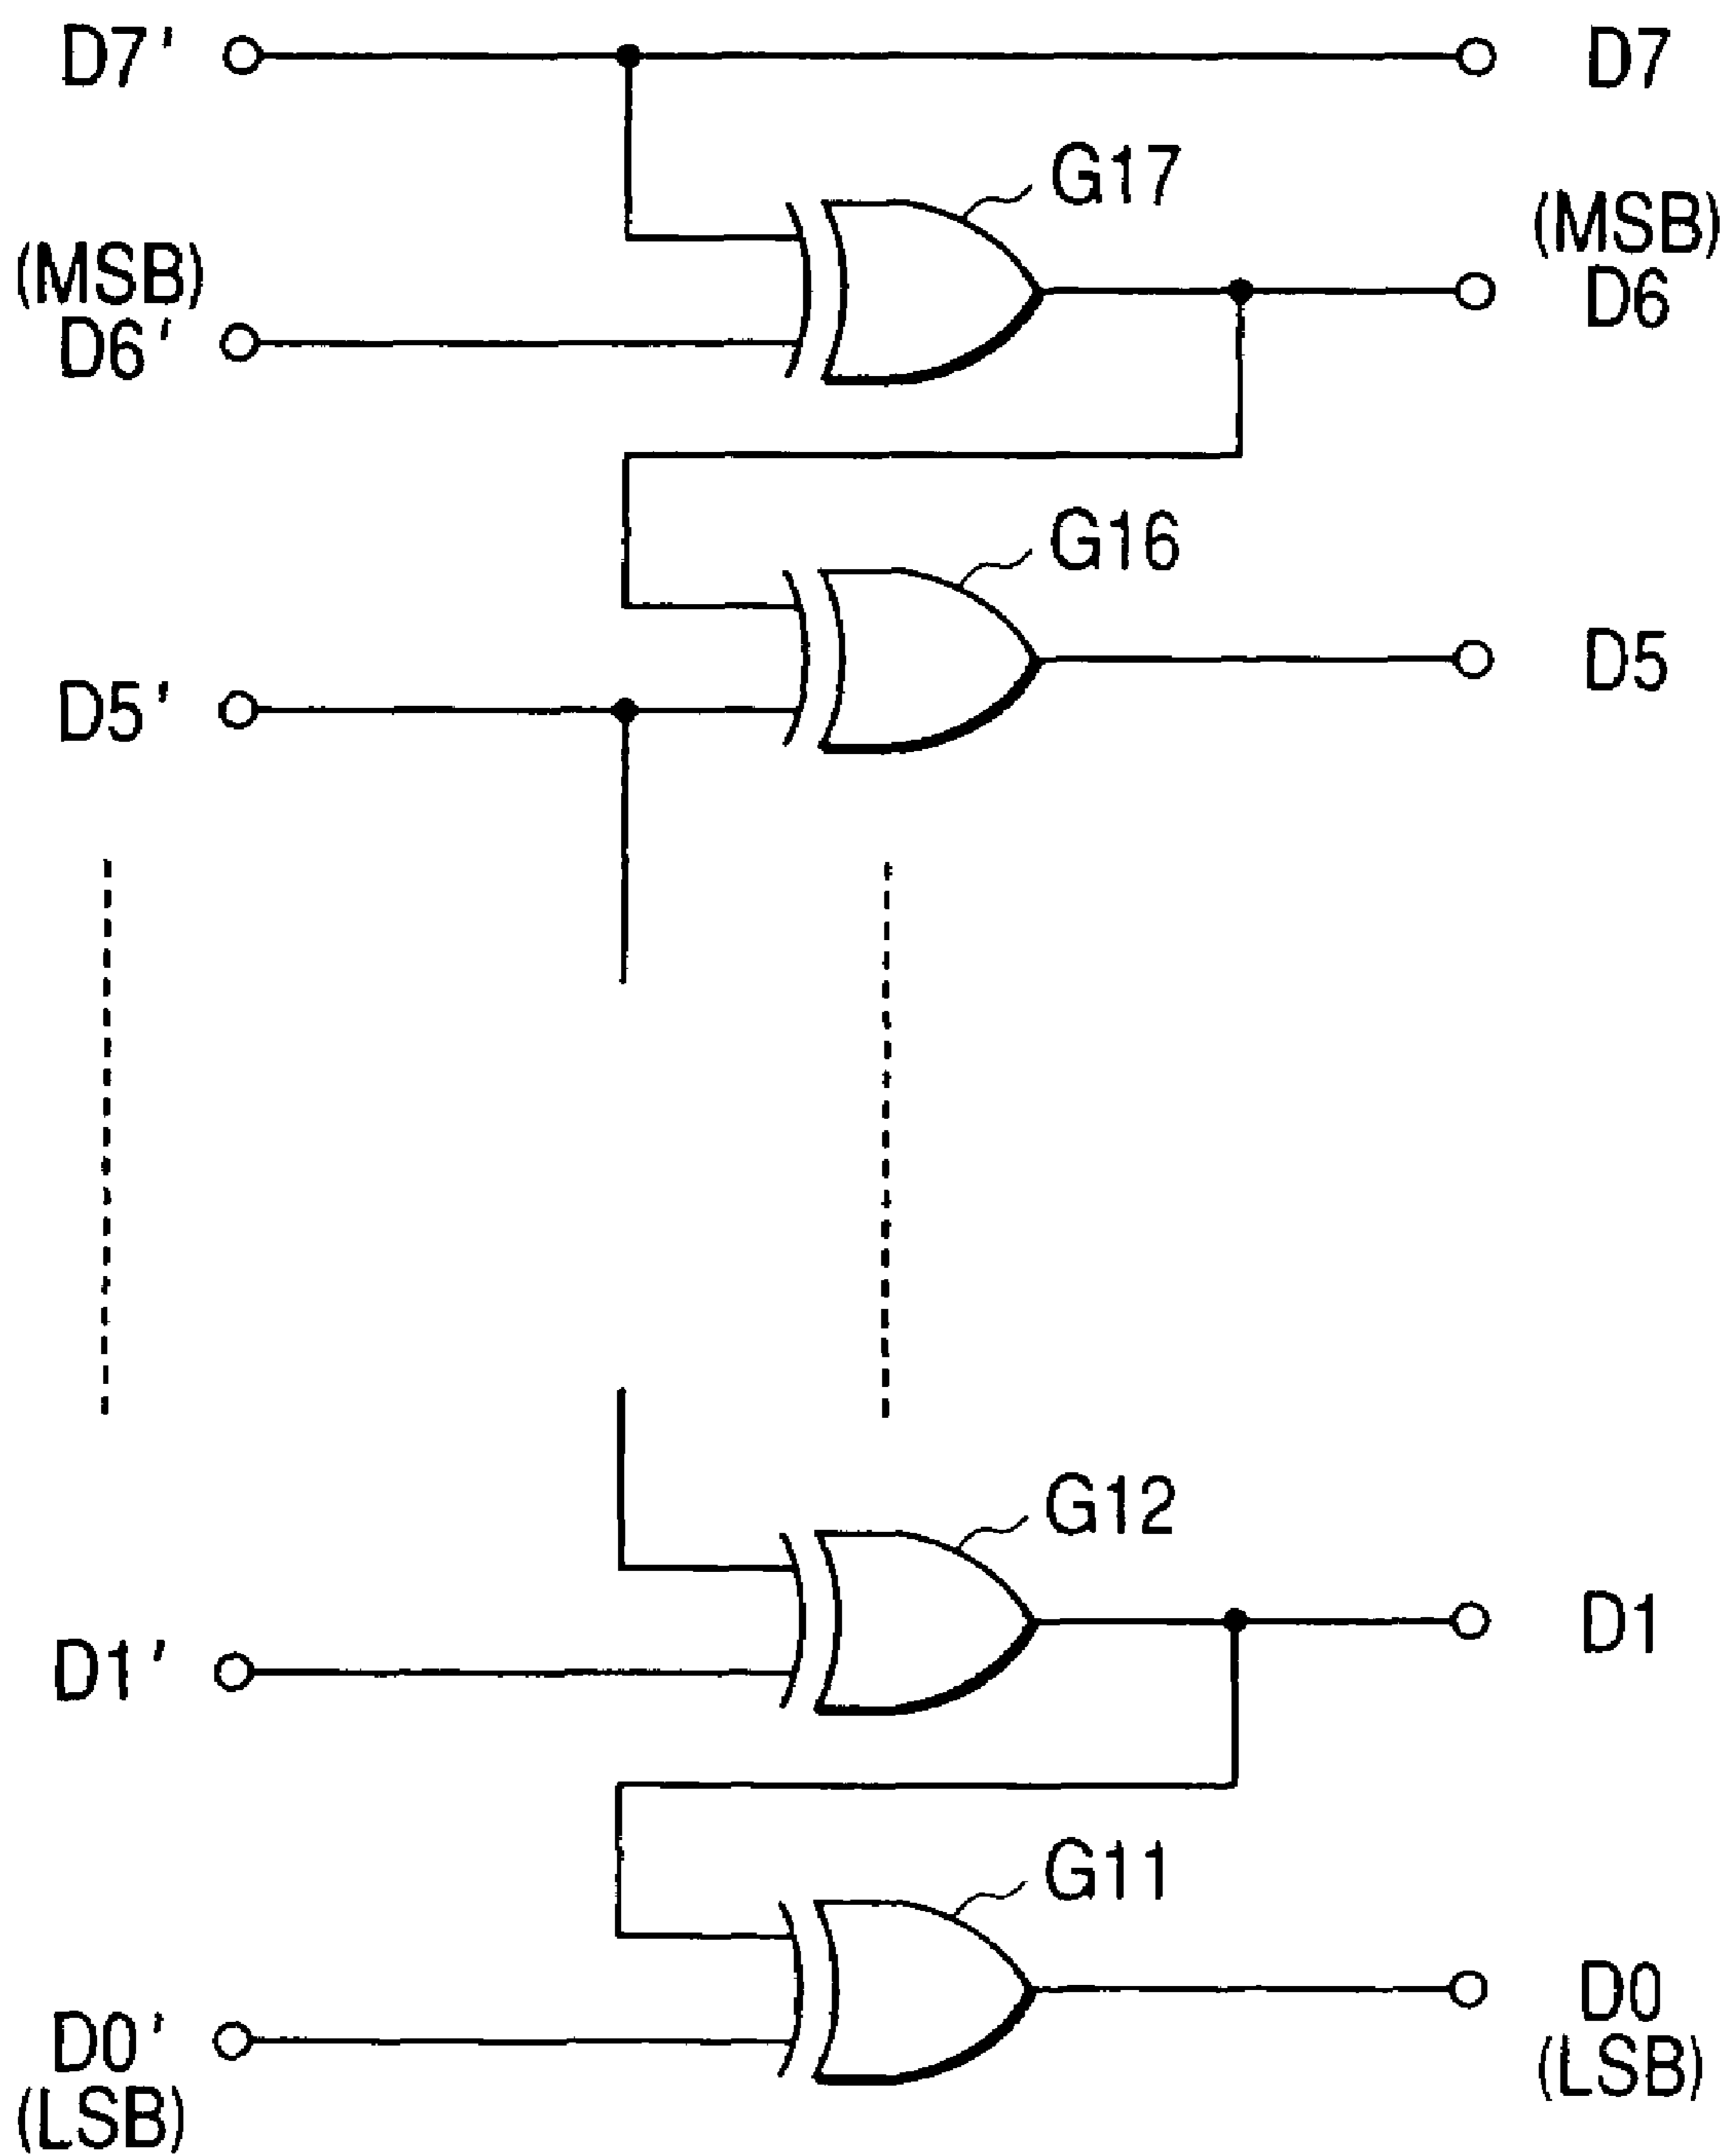 D7' D7
G17
(MSB) (MSB)
D6' D6
G16
D5' D5
G12
D1' D1
G11
D0' D0
(LSB) (LSB)